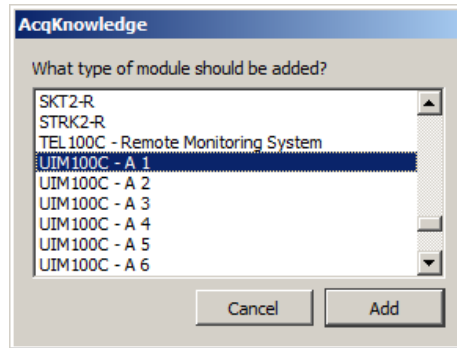 AcqKnowledge
What type of module should be added?
SKT2-R
STRK2-R
TEL100C - Remote Monitoring System
UIM100C - A 1
UIM100C - A 2
UIM100C - A 3
UIM100C - A 4
UIM100C - A 5
UIM100C - A 6
Cancel Add